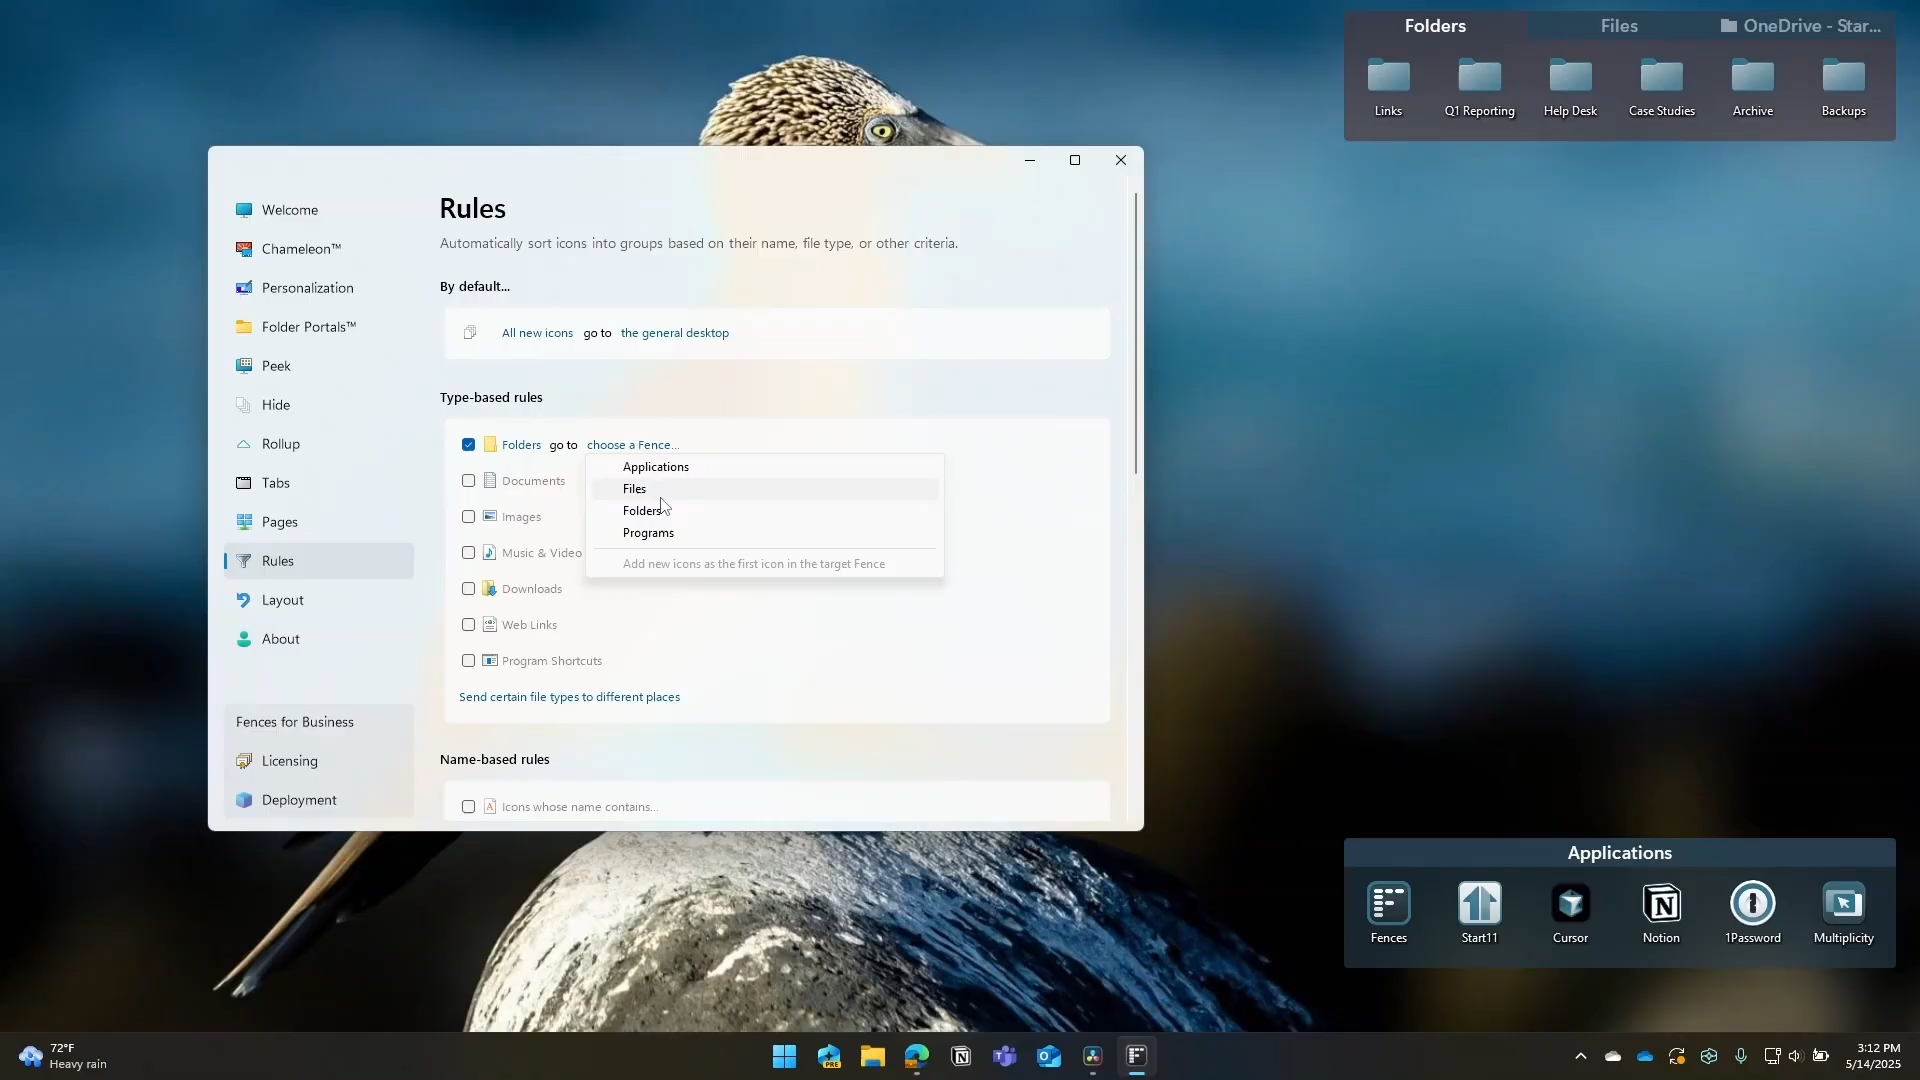 Folders
Files
OneDrive - Star...
Links
Q1 Reporting
Help Desk
Case Studies
Archive
Backups
Welcome
Chameleon™
Personalization
Folder Portals™
Peek
Hide
Rollup
Tabs
Pages
Rules
Layout
About
Fences for Business
Licensing
Deployment
Rules
Automatically sort icons into groups based on their name, file type, or other criteria.
By default...
All new icons go to the general desktop
Type-based rules
Folders go to choose a Fence...
Documents
Images
Music & Video
Downloads
Web Links
Program Shortcuts
Send certain file types to different places
Applications
Files
Folders
Programs
Add new icons as the first icon in the target Fence
Name-based rules
Icons whose name contains...
Applications
Fences
Start11
Cursor
Notion
1Password
Multiplicity
72°F
Heavy rain
PRE
3:12 PM
5/14/2025